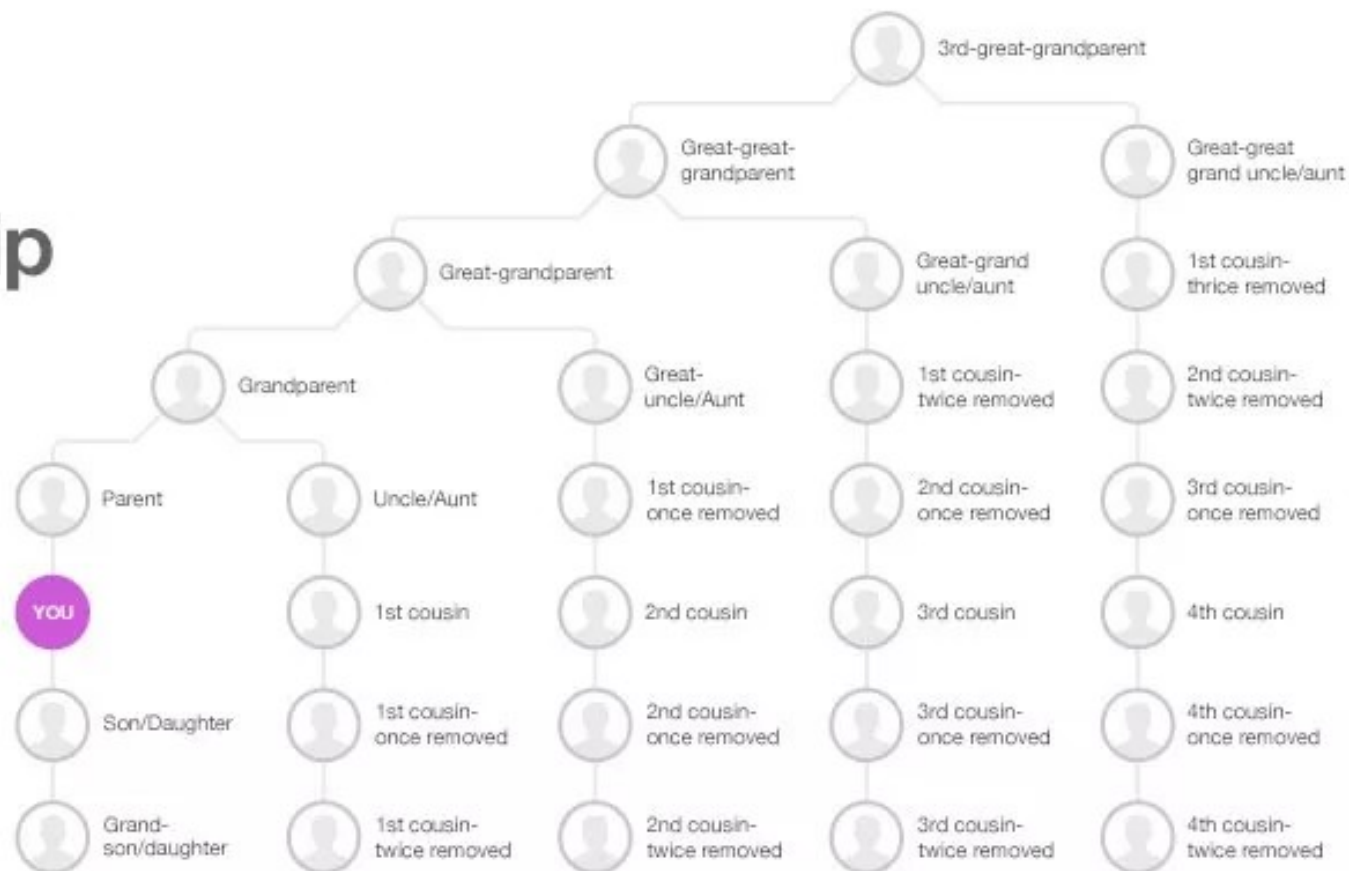 3rd-great-grandparent
Great-great-
grandparent
Great-great
grand uncle/aunt
p
Great-grandparent
Great-grand
uncle/aunt
1st cousin-
thrice removed
Grandparent
Great-
uncle/Aunt
1st cousin-
twice removed
2nd cousin-
twice removed
Parent
Uncle/Aunt
1st cousin-
once removed
2nd cousin-
once removed
3rd cousin-
once removed
YOU
1st cousin
2nd cousin
3rd cousin
4th cousin
Son/Daughter
1st cousin-
once removed
2nd cousin-
once removed
3rd cousin-
once removed
4th cousin-
once removed
Grand-
son/daughter
1st cousin-
twice removed
2nd cousin-
twice removed
3rd cousin-
twice removed
4th cousin-
twice removed